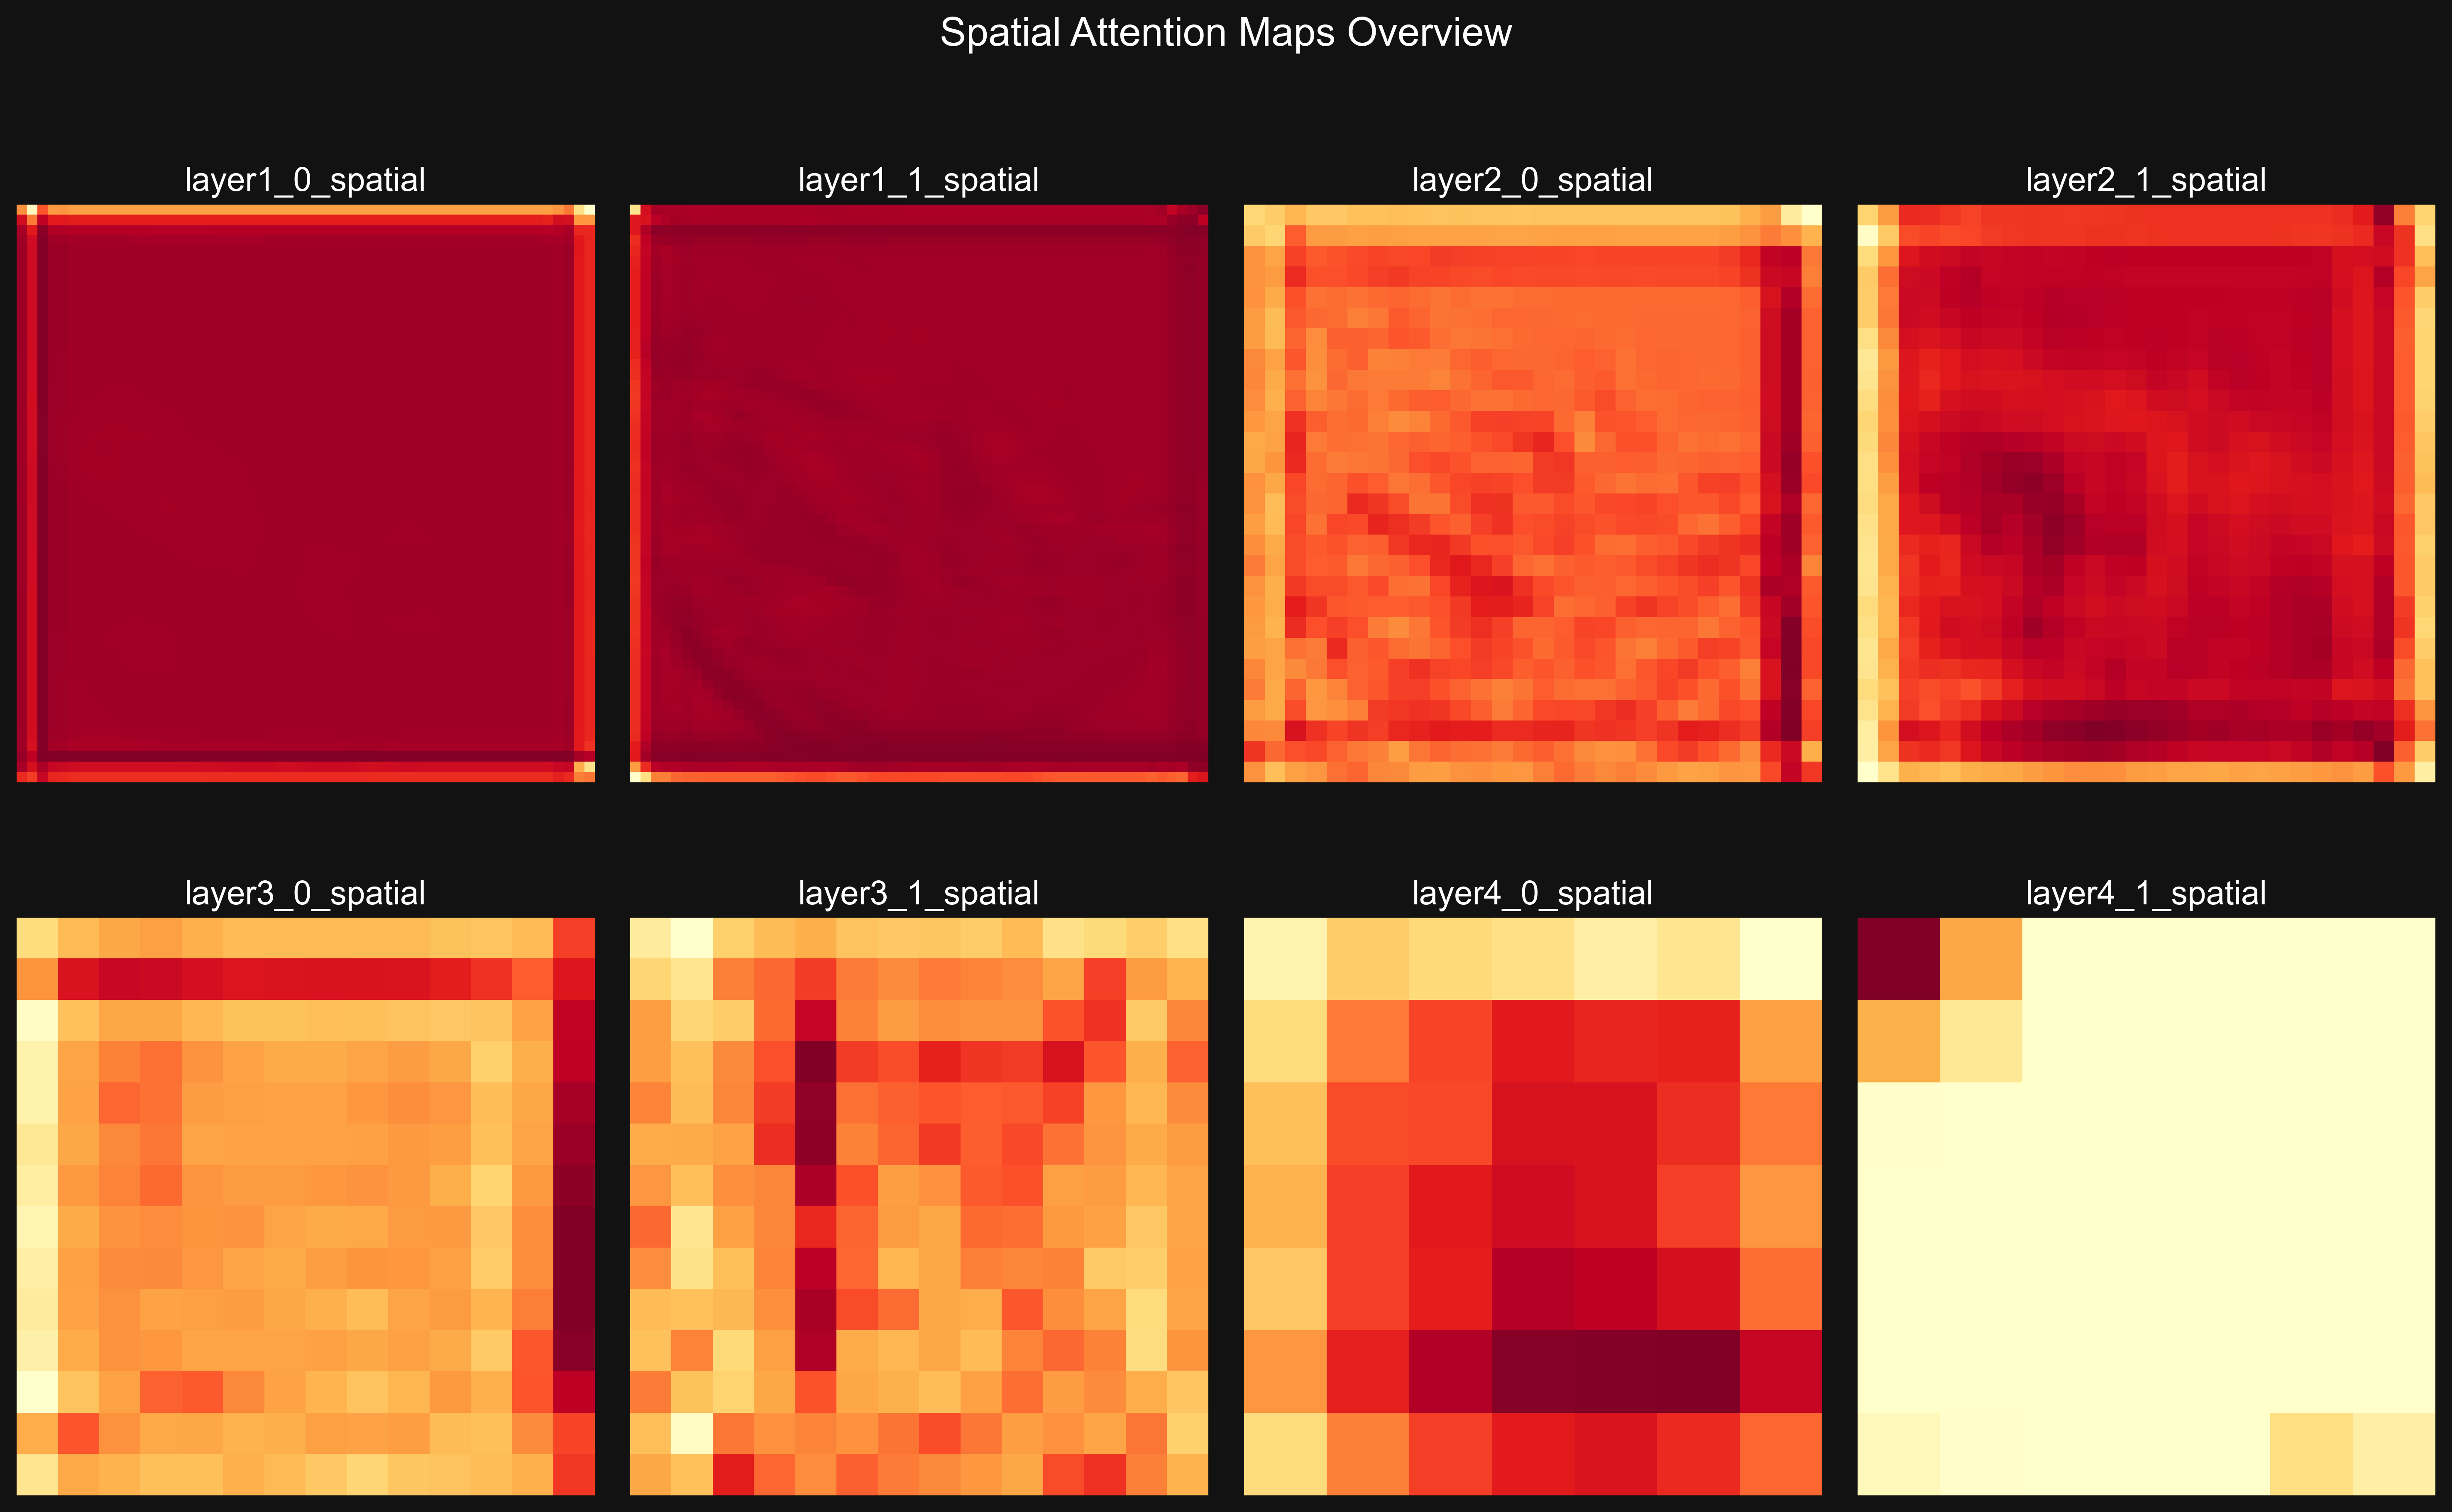 Spatial Attention Maps Overview
layer1_0_spatial
layer1_1_spatial
layer2_0_spatial
layer2_1_spatial
layer3_0_spatial
layer3_1_spatial
layer4_0_spatial
layer4_1_spatial